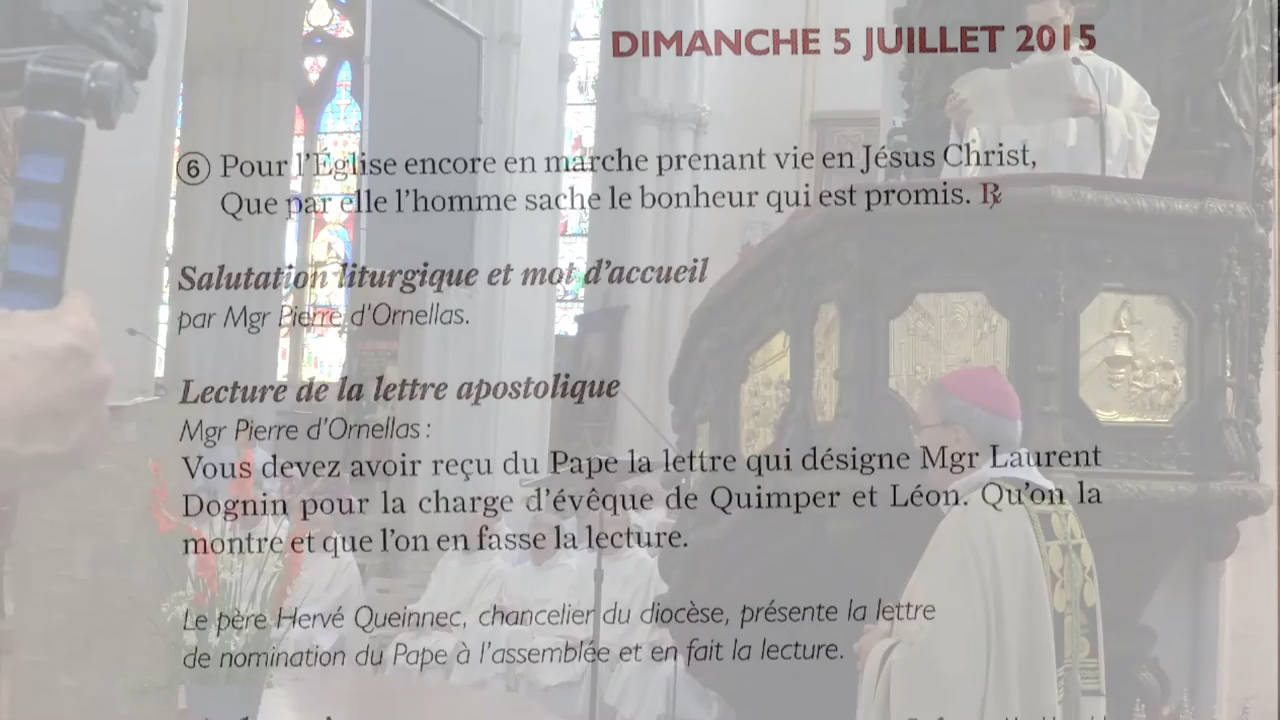 DIMANCHE 5 JUILLET 2015
⑥ Pour l'Eglise encore en marche prenant vie en Jésus Christ,
Que par elle l'homme sache le bonheur qui est promis. ℟
Salutation liturgique et mot d'accueil
par Mgr Pierre d'Ornellas.
Lecture de la lettre apostolique
Mgr Pierre d'Ornellas :
Vous devez avoir reçu du Pape la lettre qui désigne Mgr Laurent
Dognin pour la charge d'évêque de Quimper et Léon. Qu'on la
montre et que l'on en fasse la lecture.
Le père Hervé Queinnec, chancelier du diocèse, présente la lettre
de nomination du Pape à l'assemblée et en fait la lecture.